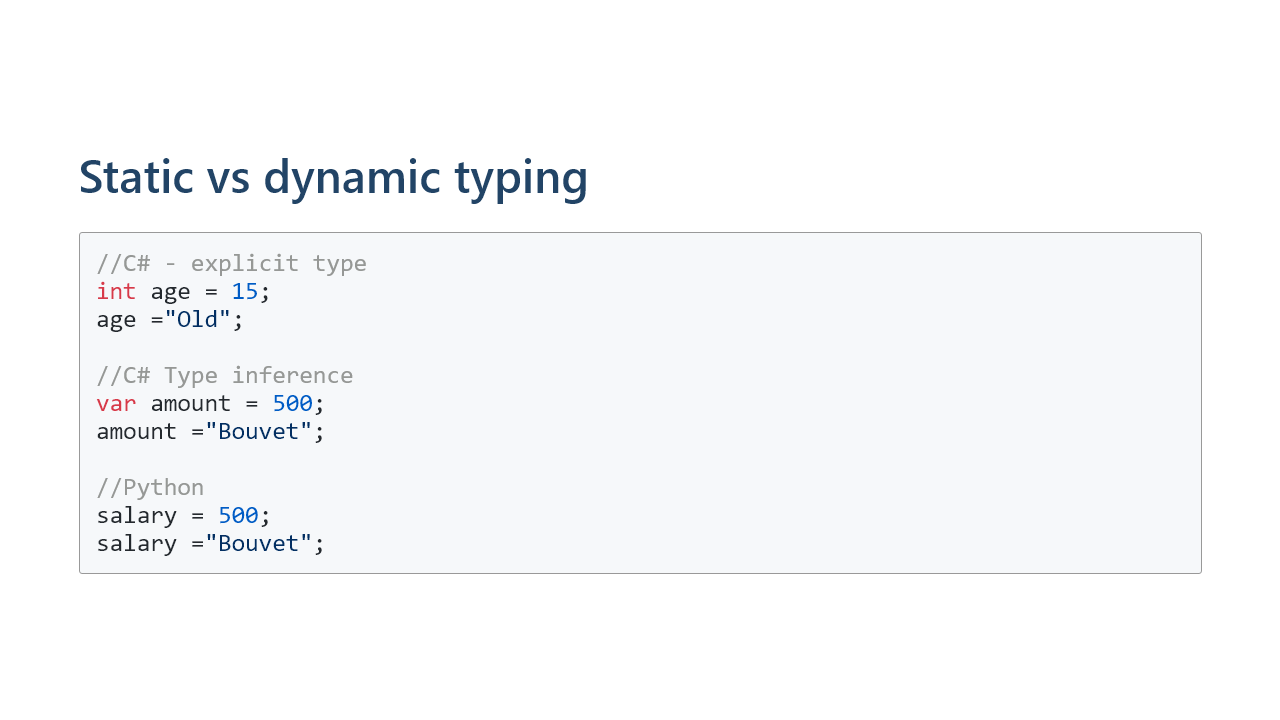 Static vs dynamic typing
//C# - explicit type
int age = 15;
age ="Old";
//C# Type inference
var amount = 500;
amount ="Bouvet";
//Python
salary = 500;
salary ="Bouvet";